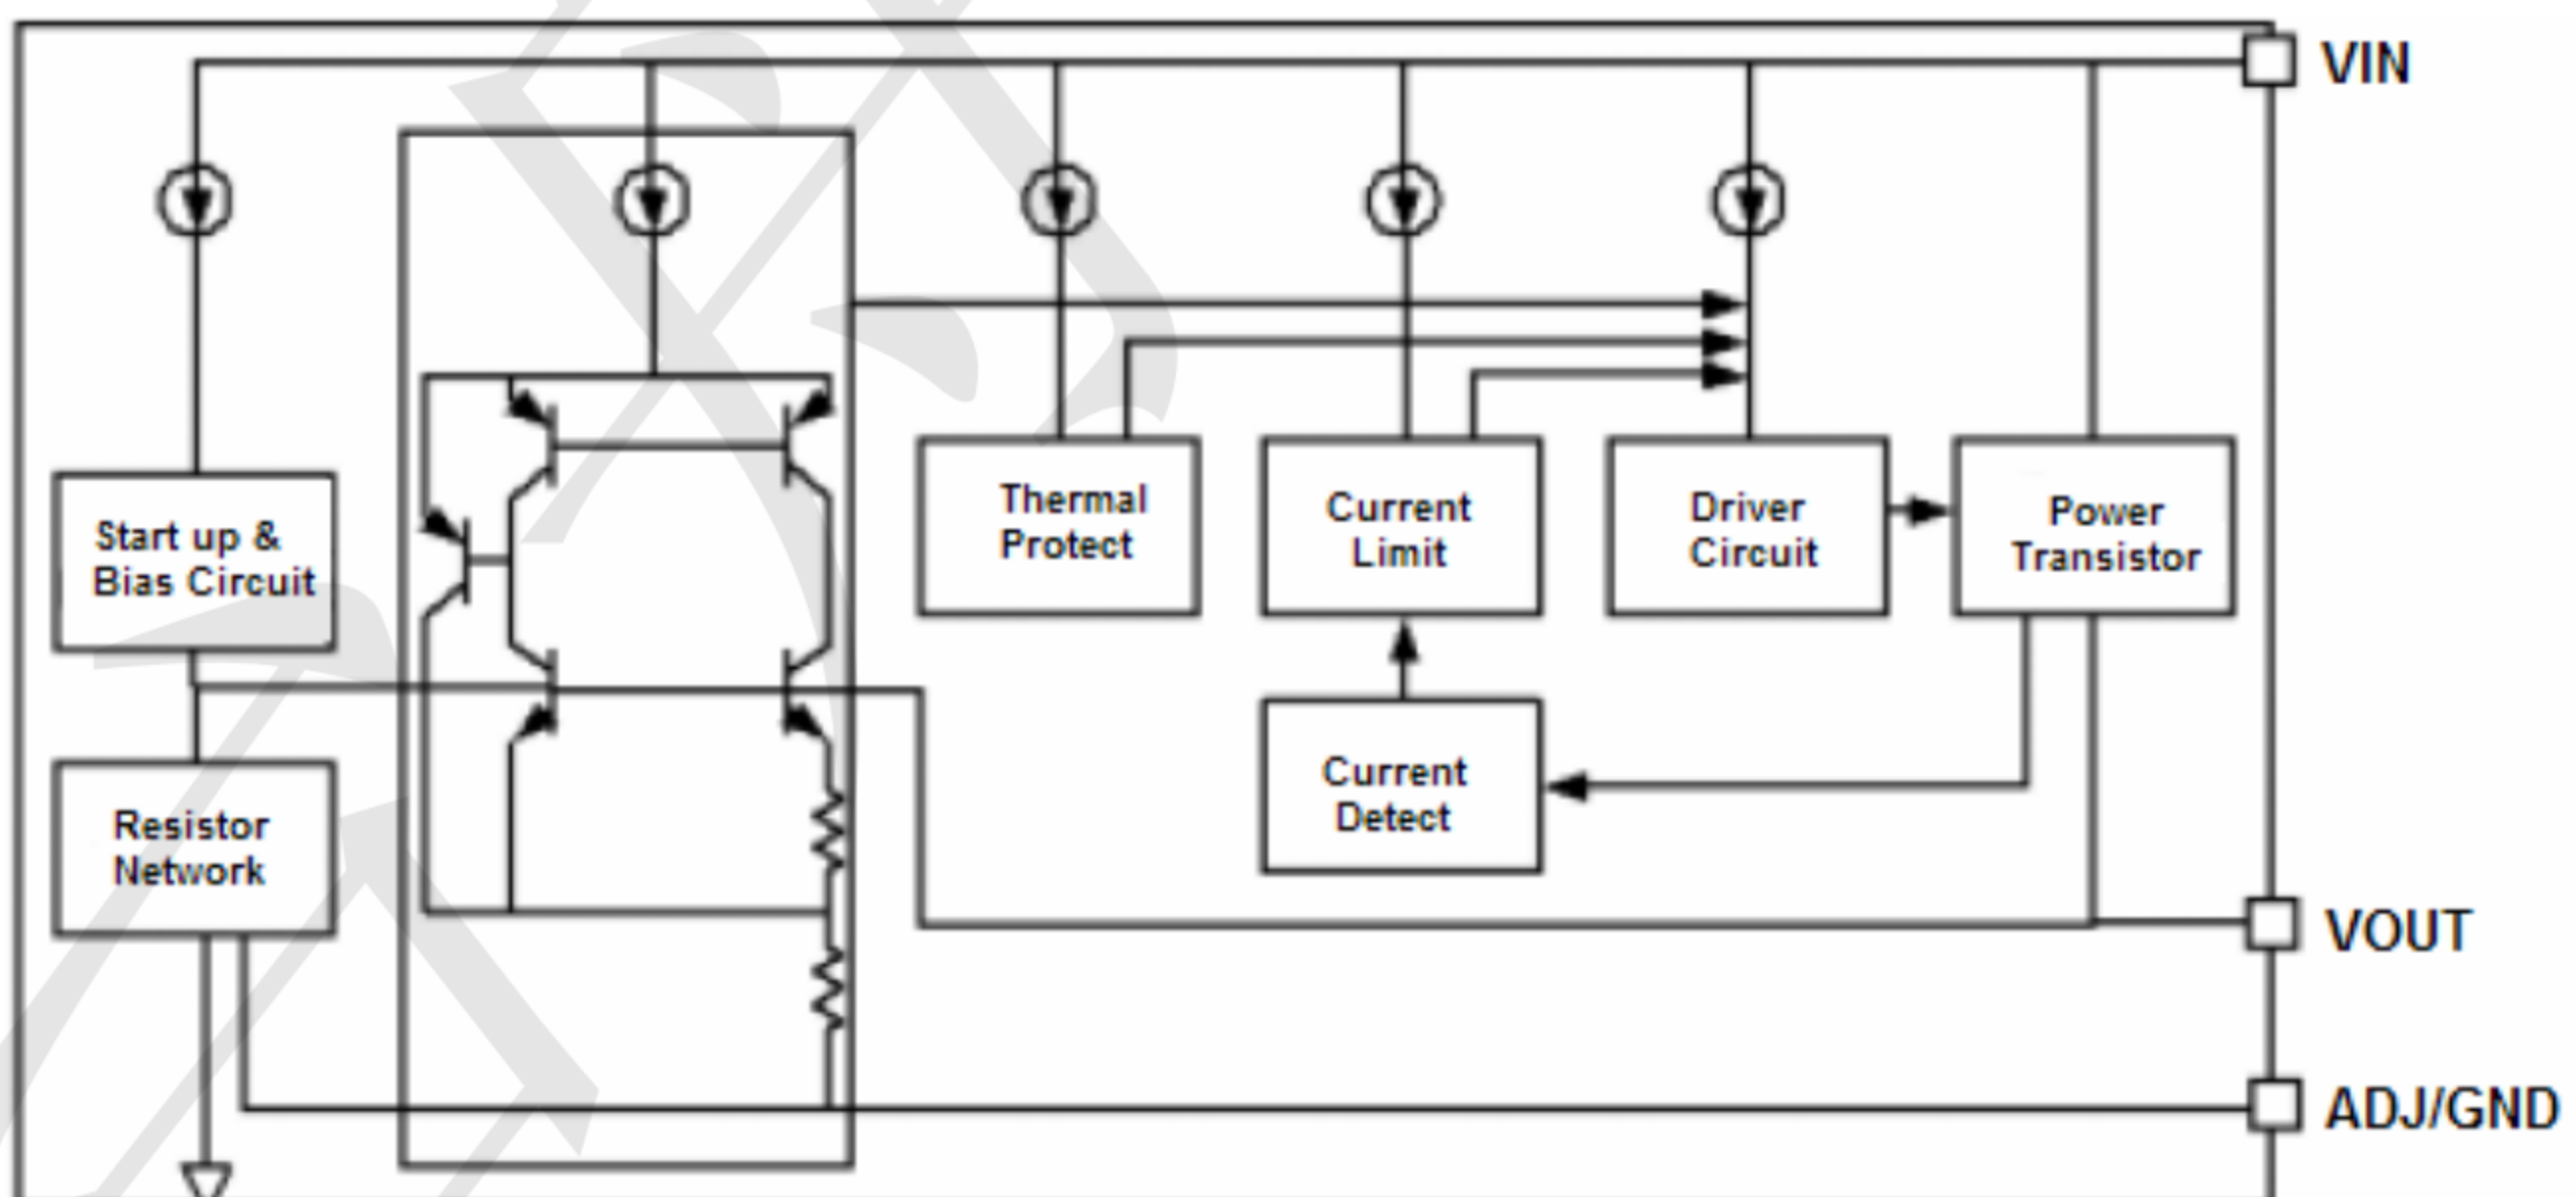 VIN
Start up &
Bias Circuit
Thermal
Protect
Current
Limit
Driver
Circuit
Power
Transistor
Resistor
Network
Current
Detect
VOUT
ADJ/GND